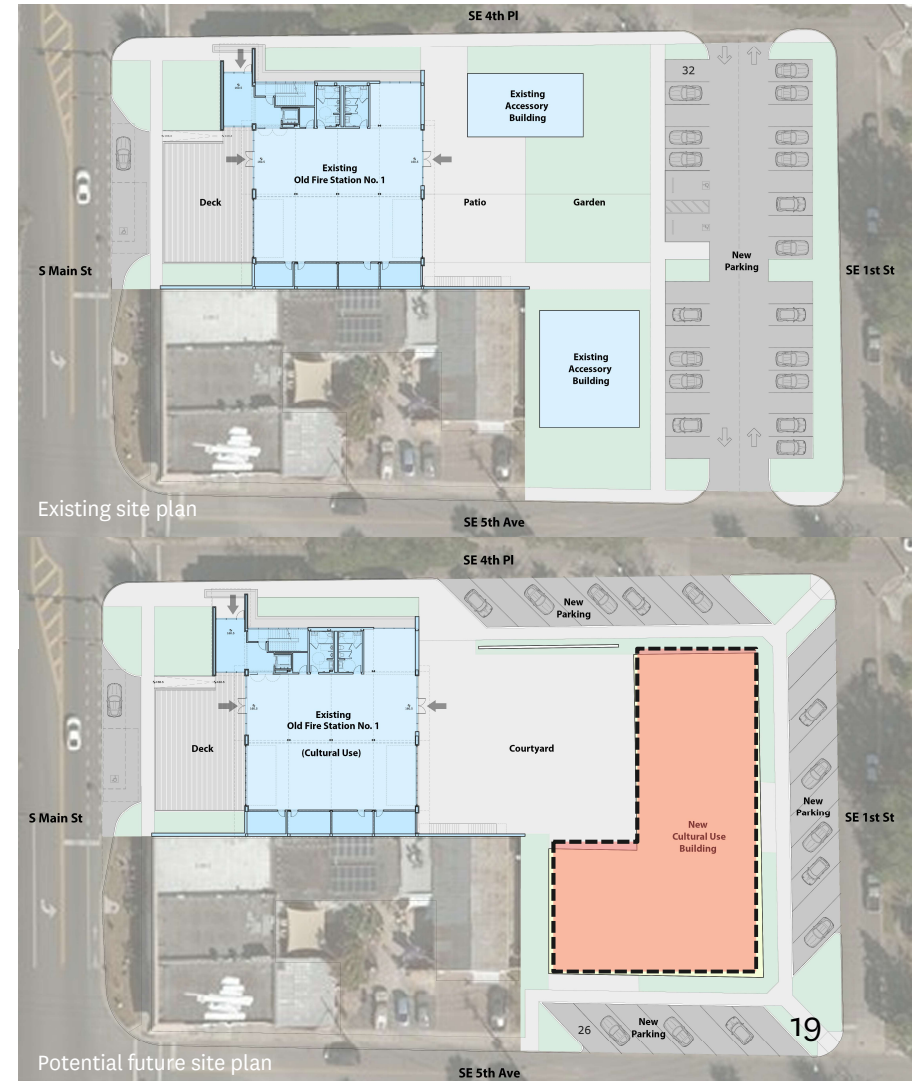 SE 4th Pl
32
Existing
Accessory
Building
Existing
Old Fire Station No. 1
Deck
Patio
Garden
S Main St
New
Parking
SE 1st St
Existing
Accessory
Building
Existing site plan
SE 5th Ave
SE 4th Pl
New
Parking
Existing
Old Fire Station No. 1
(Cultural Use)
Deck
Courtyard
S Main St
New
Cultural Use
Building
New
Parking
SE 1st St
26
New
Parking
19
Potential future site plan
SE 5th Ave